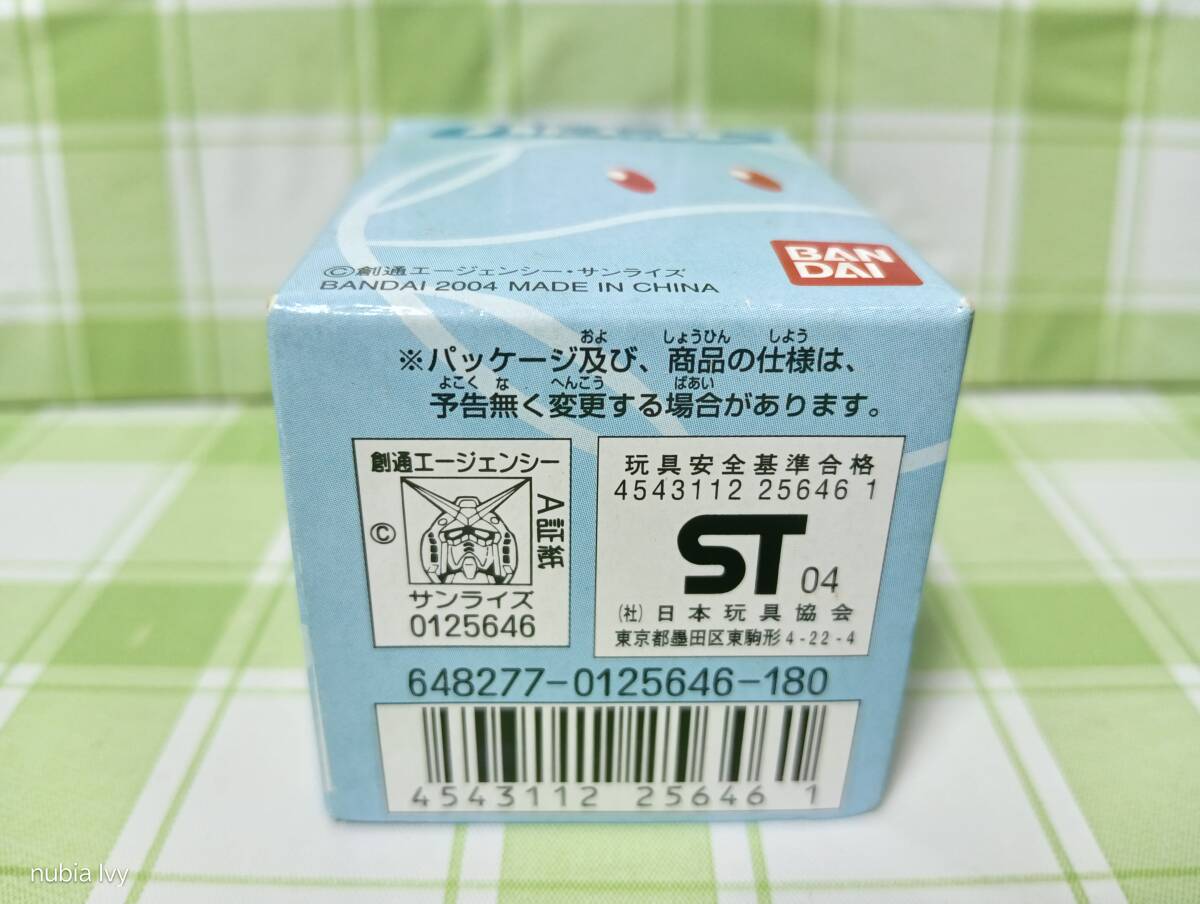 ©創通エージェンシー・サンライズ
BANDAI 2004 MADE IN CHINA
BAN
DAI
およ しょうひん しよう
※パッケージ及び、商品の仕様は、
よこくな へんこう ばあい
予告無く変更する場合があります。
創通エージェンシー
©
A証紙
サンライズ
0125646
玩具安全基準合格
4543112 25646 1
ST 04
(社)日本玩具協会
東京都墨田区東駒形4-22-4
648277-0125646-180
4543112 25646 1
nubia Ivy